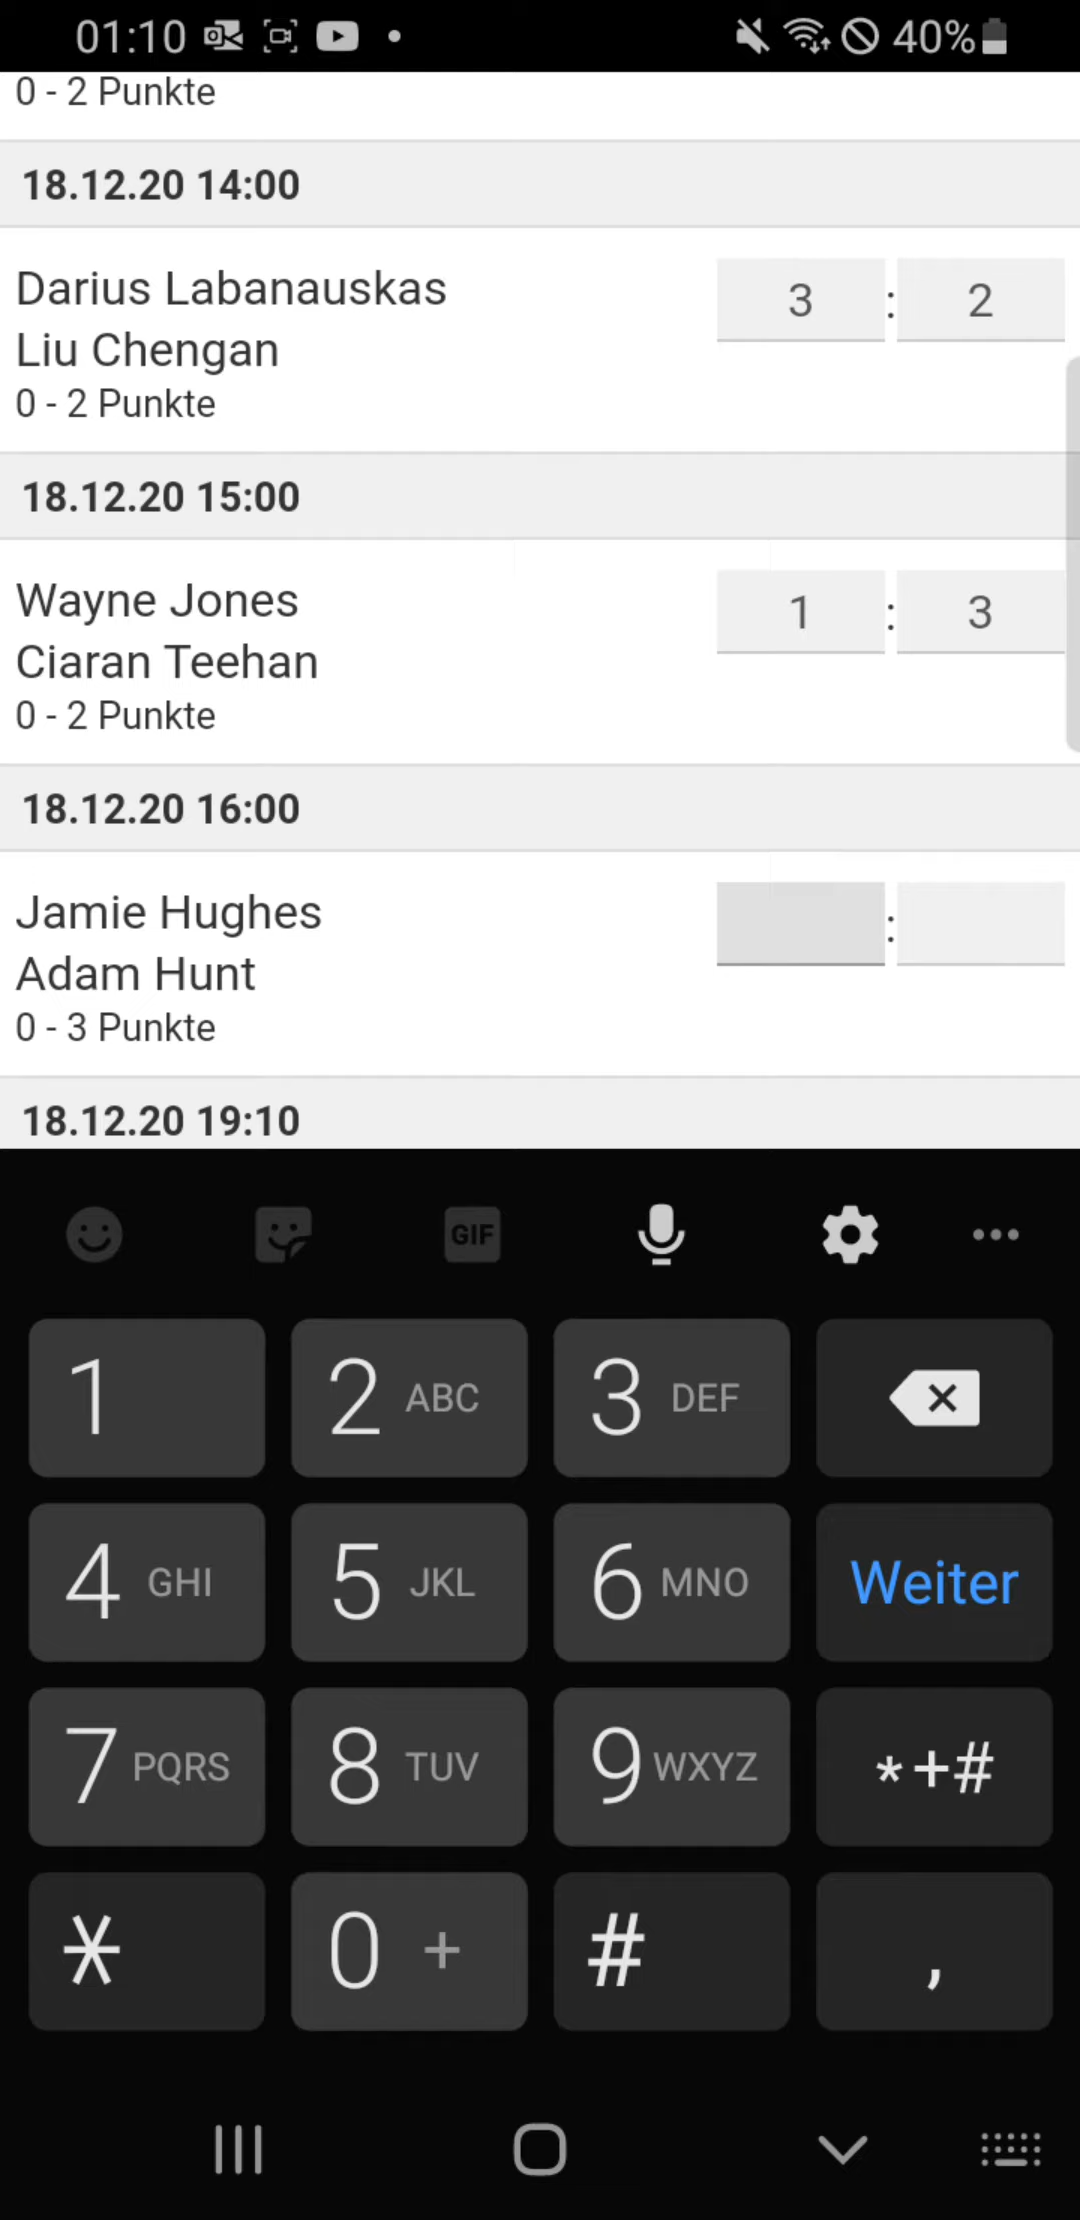 01:10 40%
0 - 2 Punkte
18.12.20 14:00
Darius Labanauskas 3 : 2
Liu Chengan
0 - 2 Punkte
18.12.20 15:00
Wayne Jones 1 : 3
Ciaran Teehan
0 - 2 Punkte
18.12.20 16:00
Jamie Hughes :
Adam Hunt
0 - 3 Punkte
18.12.20 19:10
GIF
1 2 ABC 3 DEF
4 GHI 5 JKL 6 MNO Weiter
7 PQRS 8 TUV 9 WXYZ *+#
* 0 + # ,